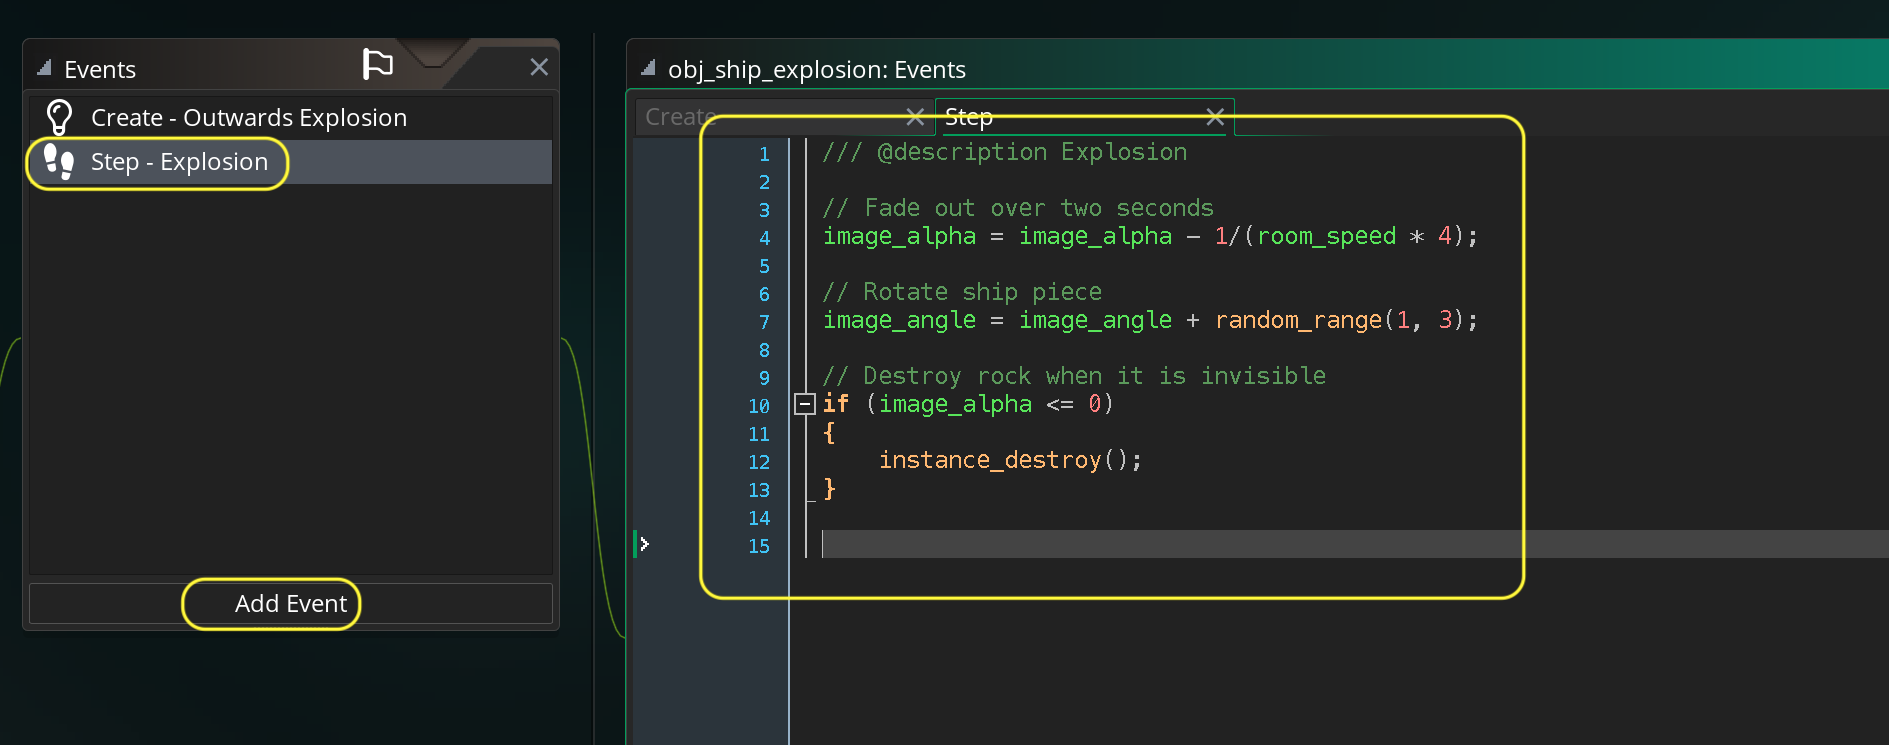 Events
Create - Outwards Explosion
Step - Explosion
Add Event
obj_ship_explosion: Events
Create
Step
1 /// @description Explosion
2
3 // Fade out over two seconds
4 image_alpha = image_alpha - 1/(room_speed * 4);
5
6 // Rotate ship piece
7 image_angle = image_angle + random_range(1, 3);
8
9 // Destroy rock when it is invisible
10 if (image_alpha <= 0)
11 {
12     instance_destroy();
13 }
14
15